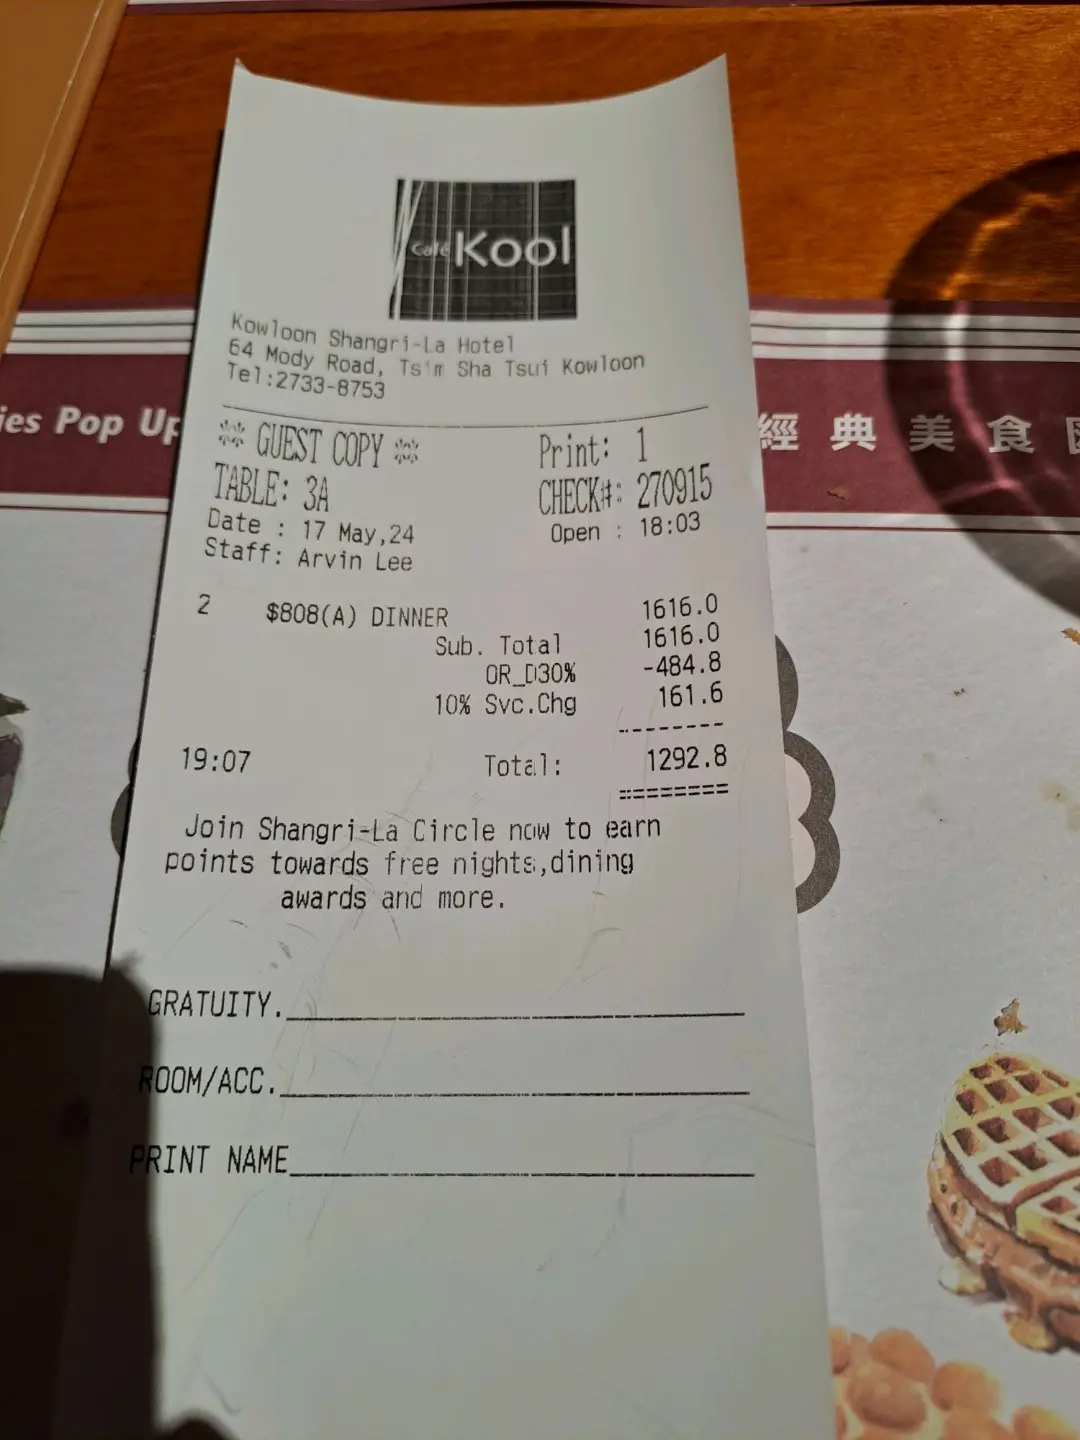 Café Kool
Kowloon Shangri-La Hotel
64 Mody Road, Tsim Sha Tsui Kowloon
Tel:2733-8753
GUEST COPY Print: 1
TABLE: 3A CHECK#: 270915
Date : 17 May,24 Open : 18:03
Staff: Arvin Lee
2 $808(A) DINNER 1616.0
Sub. Total 1616.0
OR_D30% -484.8
10% Svc.Chg 161.6
--------
19:07 Total: 1292.8
========
Join Shangri-La Circle now to earn
points towards free nights,dining
awards and more.
GRATUITY.
ROOM/ACC.
PRINT NAME
ies Pop Up
經典美食